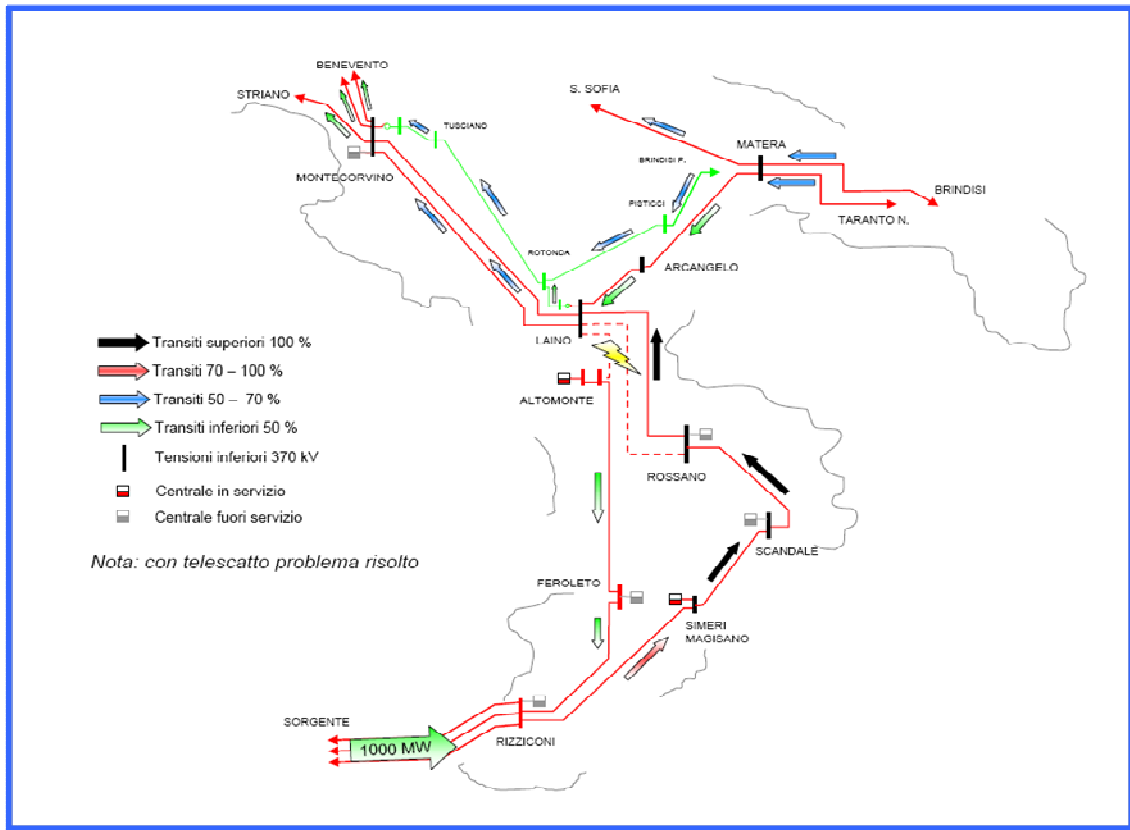 BENEVENTO
STRIANO
S. SOFIA
TUSCIANO
MATERA
MONTECORVINO
BRINDISI P.
BRINDISI
PISTICCI
TARANTO N.
ROTONDA
ARCANGELO
LAINO
Transiti superiori 100 %
Transiti 70 – 100 %
ALTOMONTE
Transiti 50 – 70 %
Transiti inferiori 50 %
Tensioni inferiori 370 kV
ROSSANO
Centrale in servizio
Centrale fuori servizio
SCANDALE
Nota: con telescatto problema risolto
FEROLETO
SIMERI
MAGISANO
SORGENTE
1000 MW
RIZZICONI